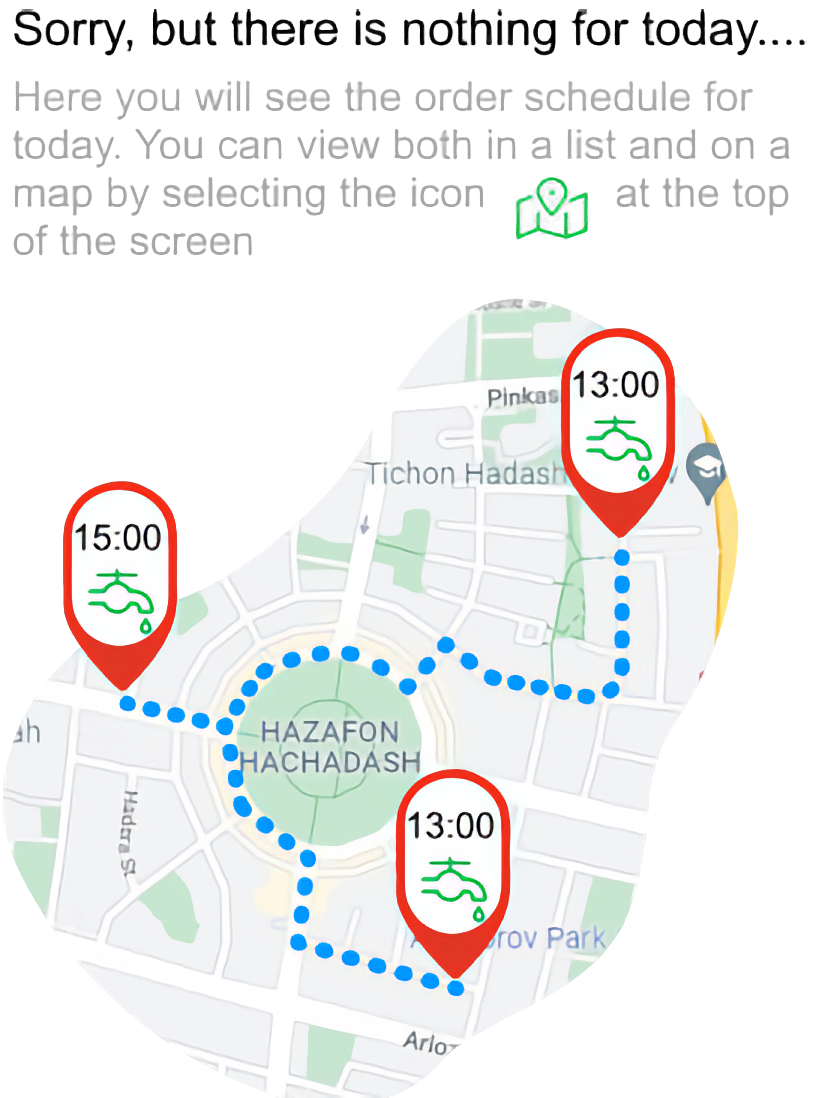 Sorry, but there is nothing for today....
Here you will see the order schedule for
today. You can view both in a list and on a
map by selecting the icon at the top
of the screen
13:00
Pinkas
Tichon Hadash
15:00
HAZAFON
HACHADASH
ah
Hadera St.
13:00
rov Park
Arlo